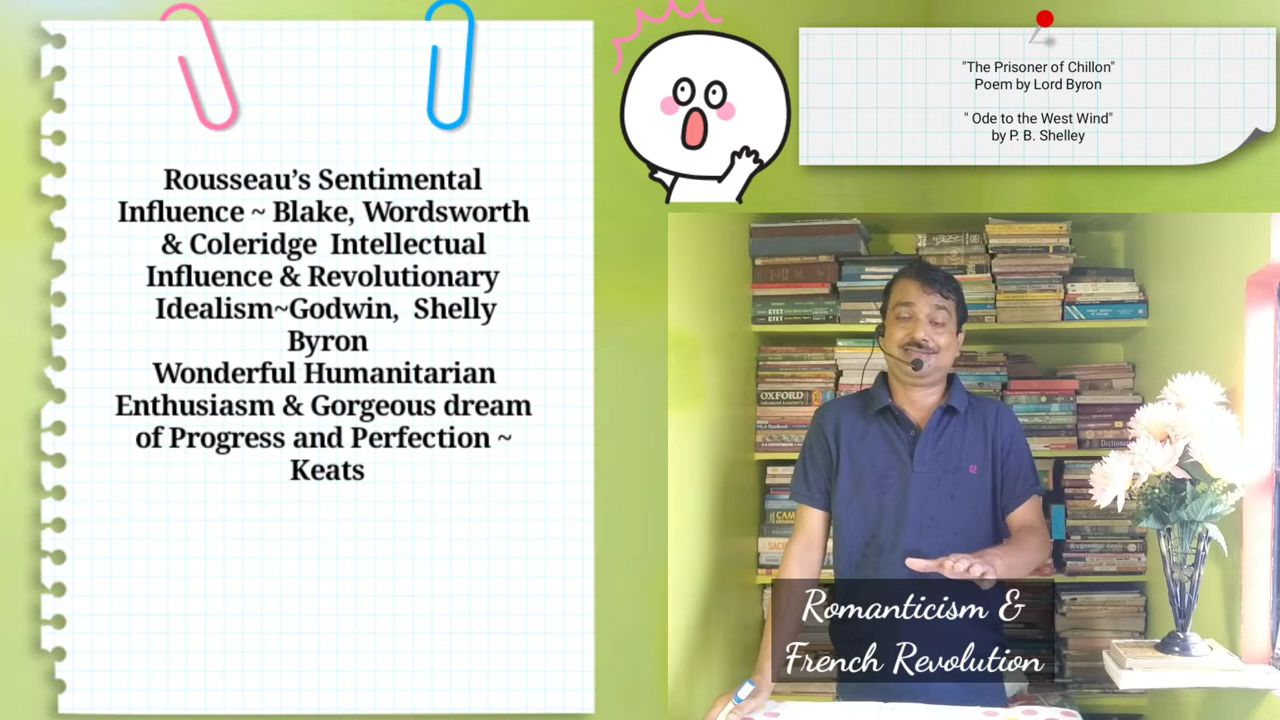 Rousseau’s Sentimental
Influence ~ Blake, Wordsworth
& Coleridge Intellectual
Influence & Revolutionary
Idealism~Godwin, Shelly
Byron
Wonderful Humanitarian
Enthusiasm & Gorgeous dream
of Progress and Perfection ~
Keats
"The Prisoner of Chillon"
Poem by Lord Byron
" Ode to the West Wind"
by P. B. Shelley
OXFORD
Romanticism &
French Revolution